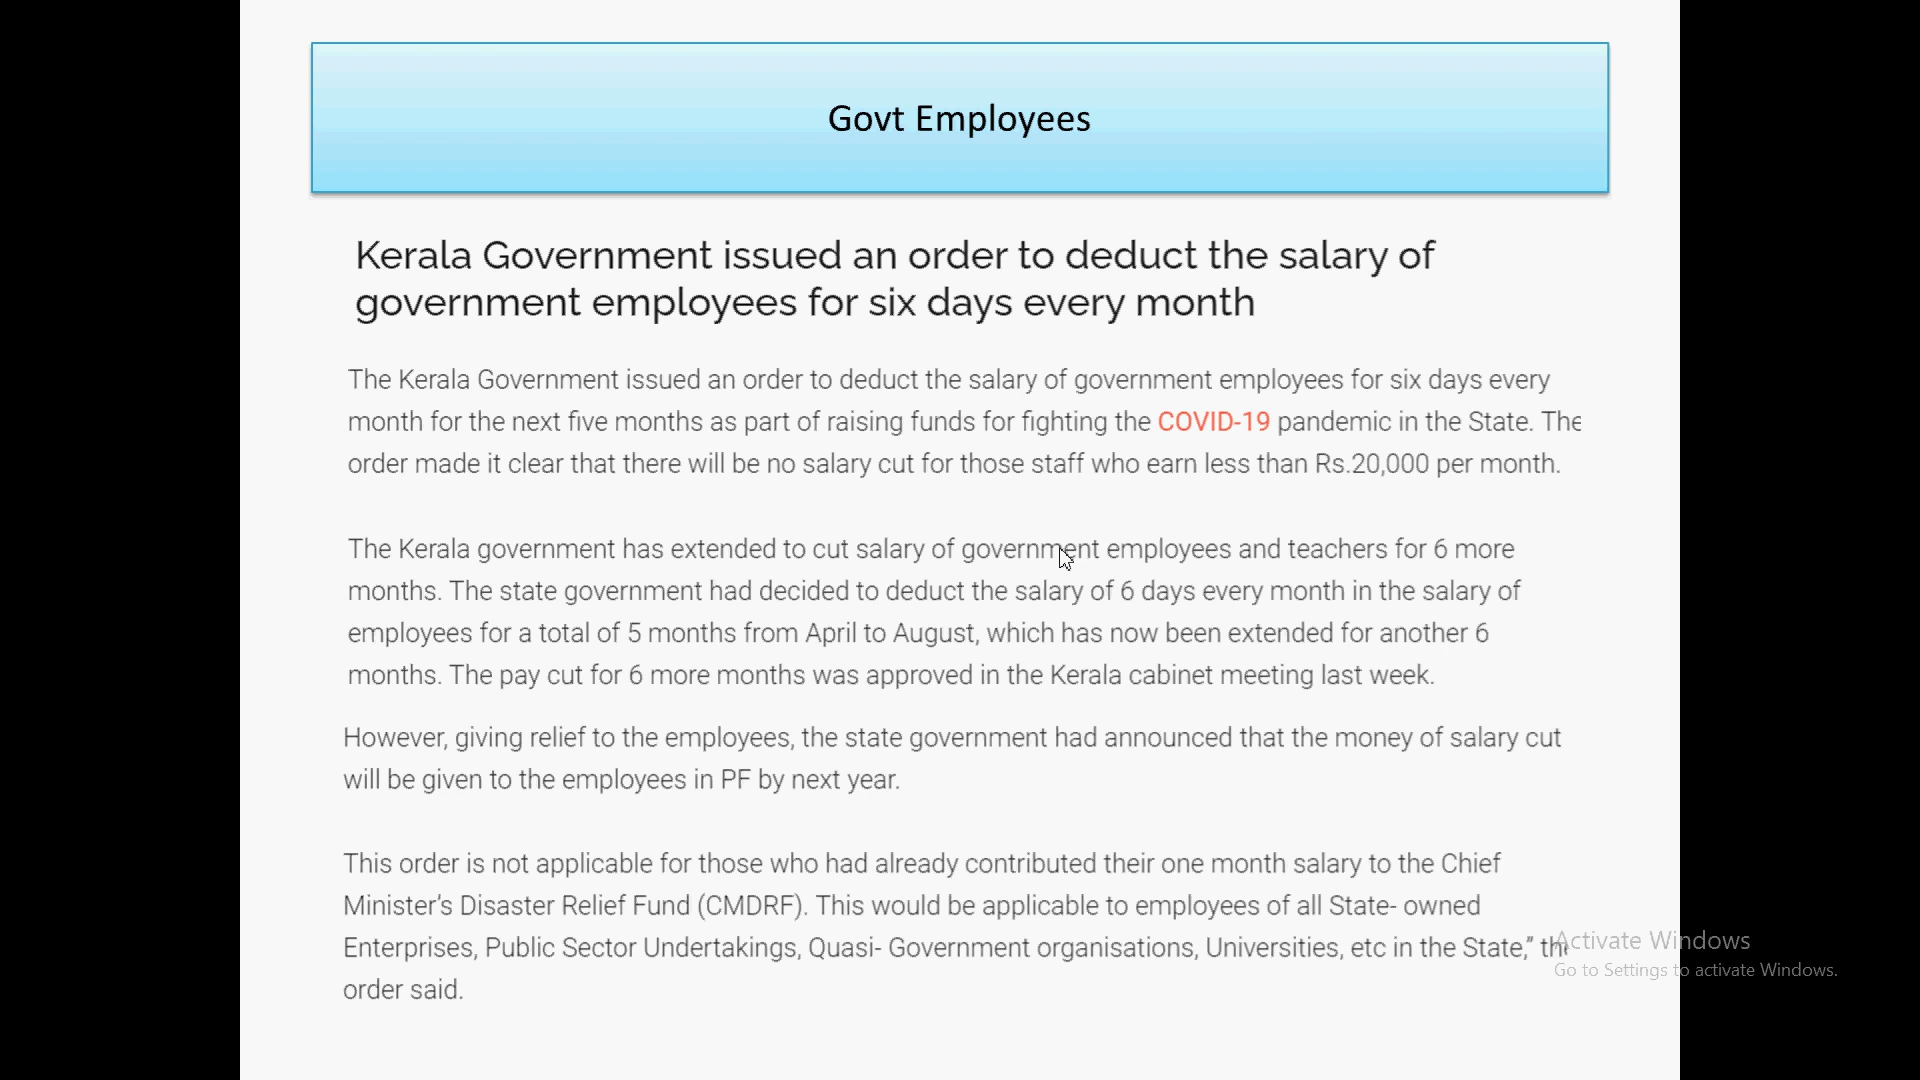 Govt Employees
Kerala Government issued an order to deduct the salary of
government employees for six days every month
The Kerala Government issued an order to deduct the salary of government employees for six days every
month for the next five months as part of raising funds for fighting the COVID-19 pandemic in the State. The
order made it clear that there will be no salary cut for those staff who earn less than Rs.20,000 per month.
The Kerala government has extended to cut salary of government employees and teachers for 6 more
months. The state government had decided to deduct the salary of 6 days every month in the salary of
employees for a total of 5 months from April to August, which has now been extended for another 6
months. The pay cut for 6 more months was approved in the Kerala cabinet meeting last week.
However, giving relief to the employees, the state government had announced that the money of salary cut
will be given to the employees in PF by next year.
This order is not applicable for those who had already contributed their one month salary to the Chief
Minister’s Disaster Relief Fund (CMDRF). This would be applicable to employees of all State- owned
Enterprises, Public Sector Undertakings, Quasi- Government organisations, Universities, etc in the State,” the
order said.
Activate Windows
Go to Settings to activate Windows.